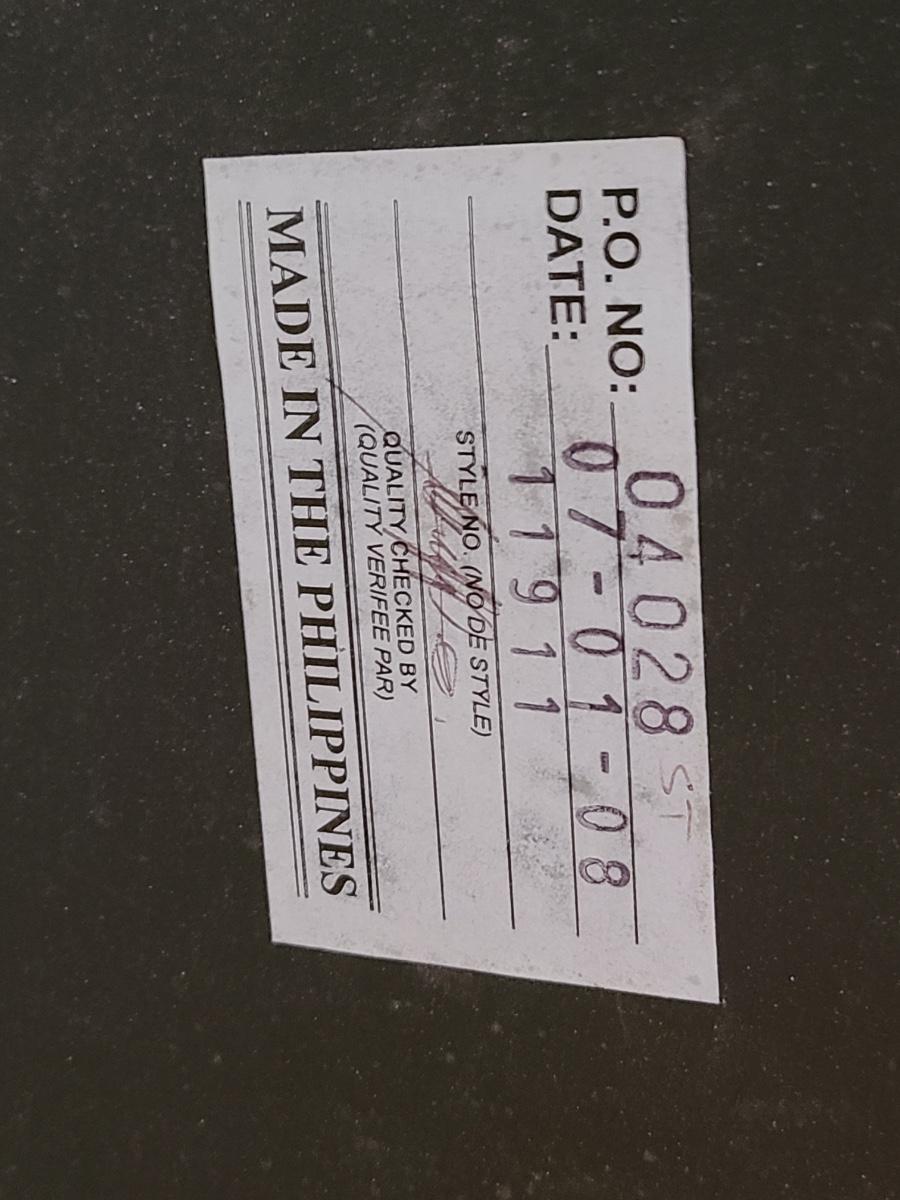 P.O. NO: 04028 ST
DATE: 07-01-08
11911
STYLE NO. (NO DE STYLE)
QUALITY CHECKED BY
(QUALITY VERIFEE PAR)
MADE IN THE PHILIPPINES